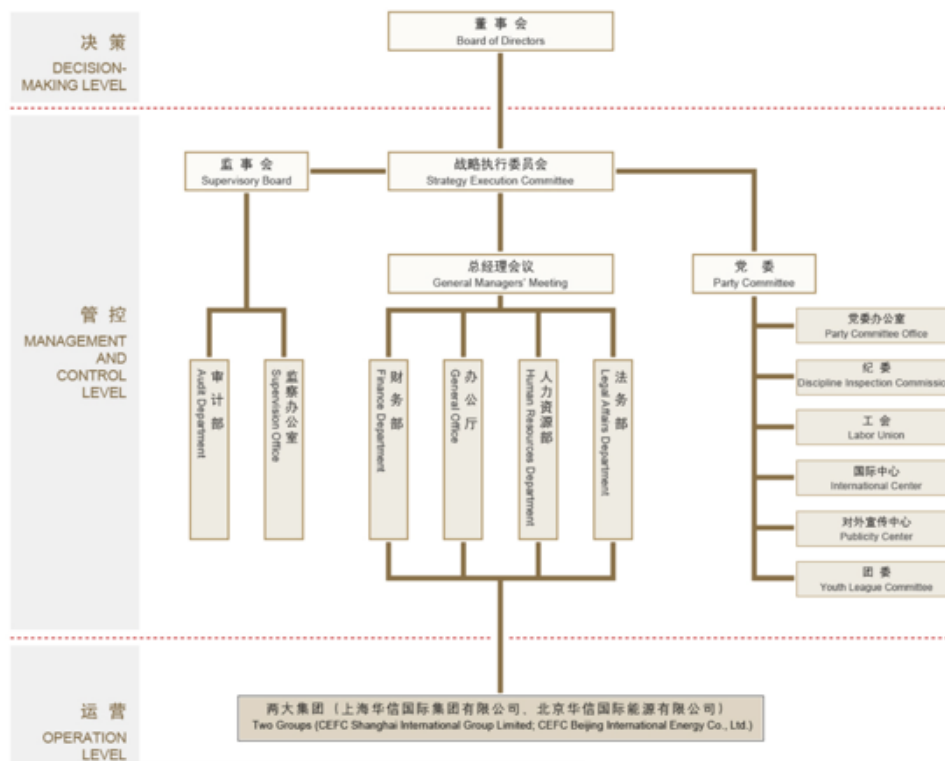 决 策
DECISION-
MAKING LEVEL
董 事 会
Board of Directors
管 控
MANAGEMENT
AND
CONTROL
LEVEL
监 事 会
Supervisory Board
战略执行委员会
Strategy Execution Committee
总经理会议
General Managers' Meeting
党 委
Party Committee
审计部
Audit Department
监察办公室
Supervision Office
财务部
Finance Department
办公厅
General Office
人力资源部
Human Resources Department
法务部
Legal Affairs Department
党委办公室
Party Committee Office
纪 委
Discipline Inspection Commission
工 会
Labor Union
国际中心
International Center
对外宣传中心
Publicity Center
团 委
Youth League Committee
运 营
OPERATION
LEVEL
两大集团（上海华信国际集团有限公司、北京华信国际能源有限公司）
Two Groups (CEFC Shanghai International Group Limited; CEFC Beijing International Energy Co., Ltd.)